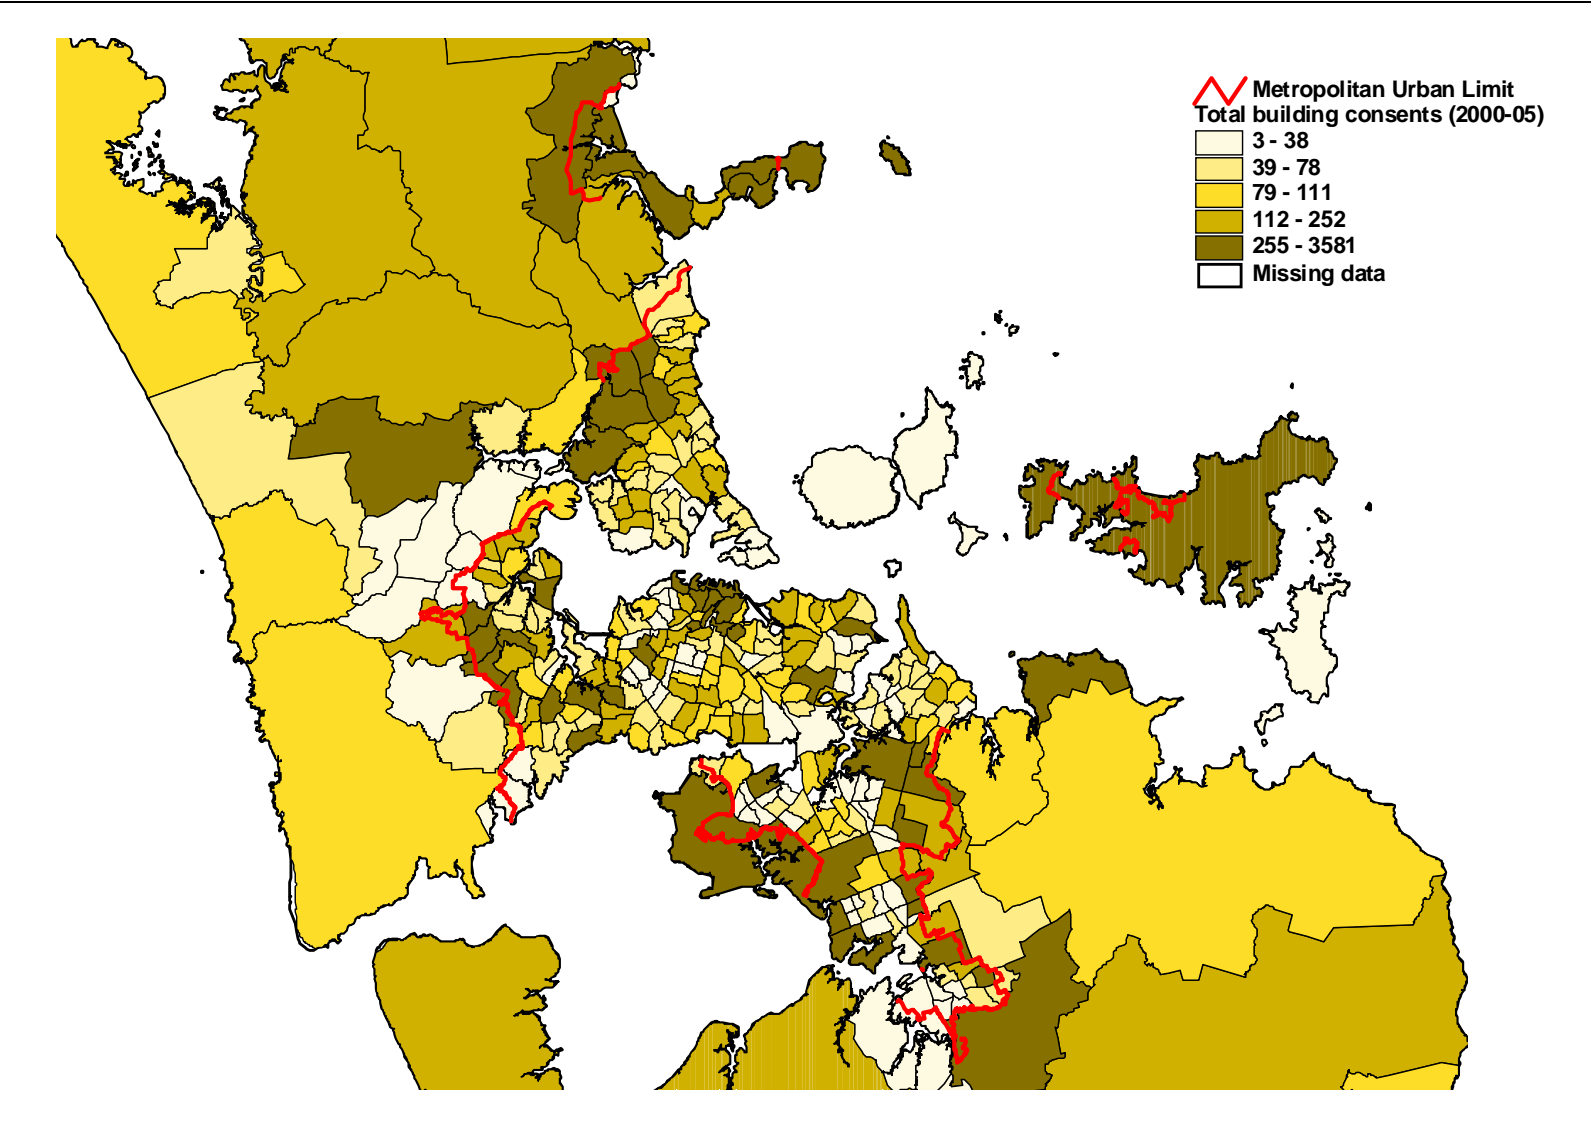 Metropolitan Urban Limit
Total building consents (2000-05)
3 - 38
39 - 78
79 - 111
112 - 252
255 - 3581
Missing data